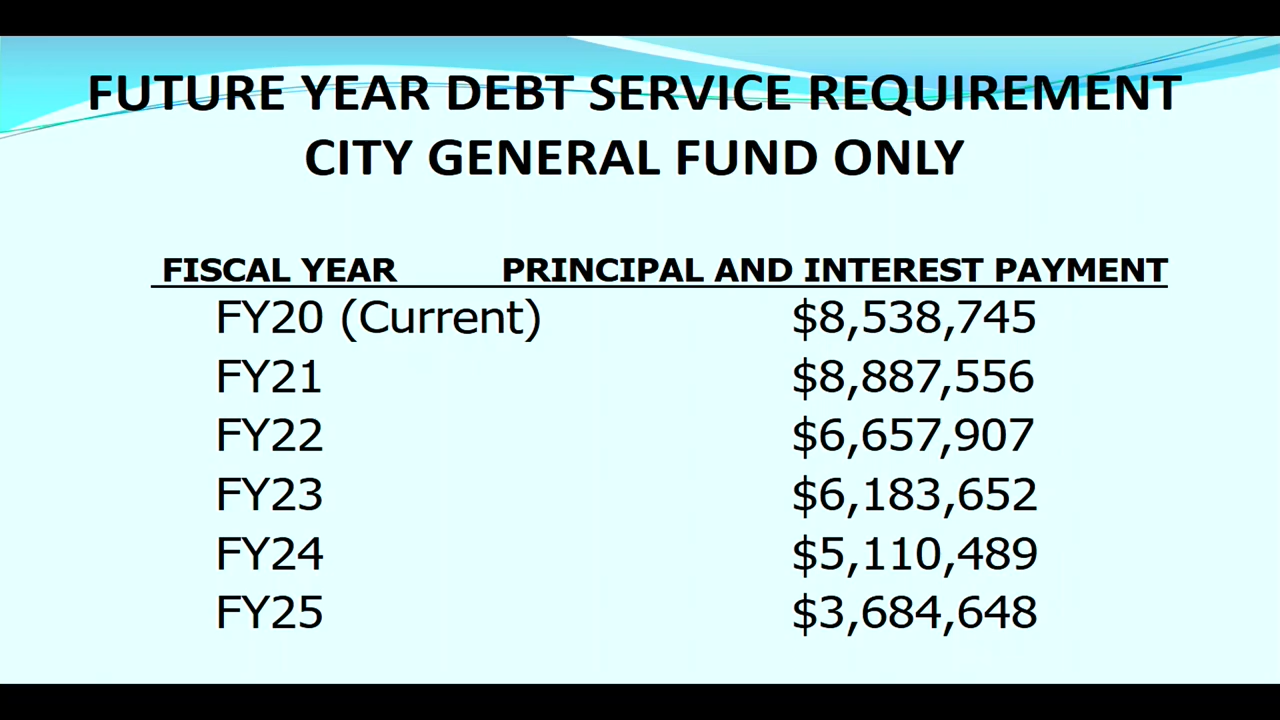 FUTURE YEAR DEBT SERVICE REQUIREMENT
CITY GENERAL FUND ONLY
FISCAL YEAR PRINCIPAL AND INTEREST PAYMENT
FY20 (Current) $8,538,745
FY21 $8,887,556
FY22 $6,657,907
FY23 $6,183,652
FY24 $5,110,489
FY25 $3,684,648